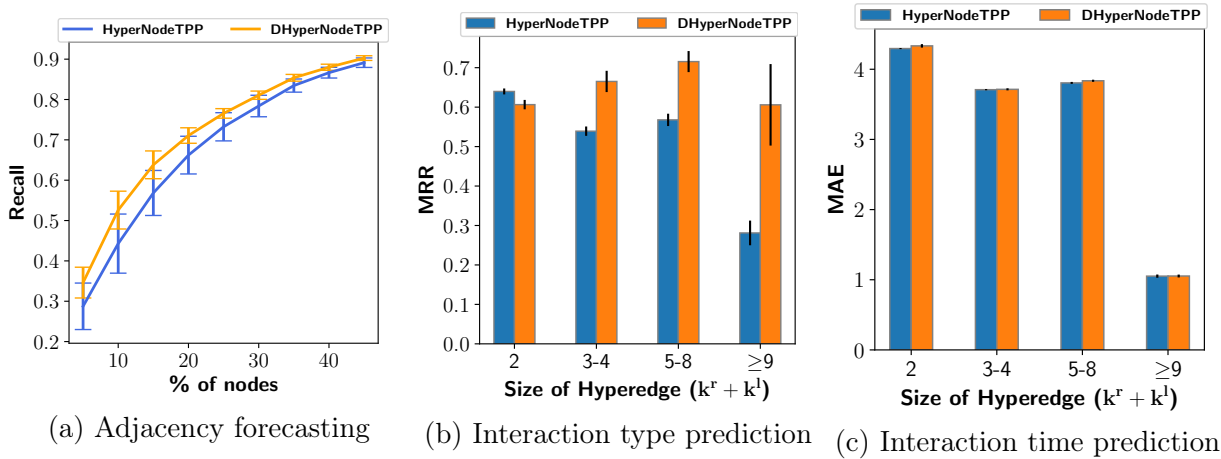 HyperNodeTPP DHyperNodeTPP
Recall
0.9
0.8
0.7
0.6
0.5
0.4
0.3
0.2
10 20 30 40
% of nodes
(a) Adjacency forecasting
HyperNodeTPP DHyperNodeTPP
MRR
0.7
0.6
0.5
0.4
0.3
0.2
0.1
0.0
2 3-4 5-8 ≥9
Size of Hyperedge (k^r + k^l)
(b) Interaction type prediction
HyperNodeTPP DHyperNodeTPP
MAE
4
3
2
1
0
2 3-4 5-8 ≥9
Size of Hyperedge (k^r + k^l)
(c) Interaction time prediction